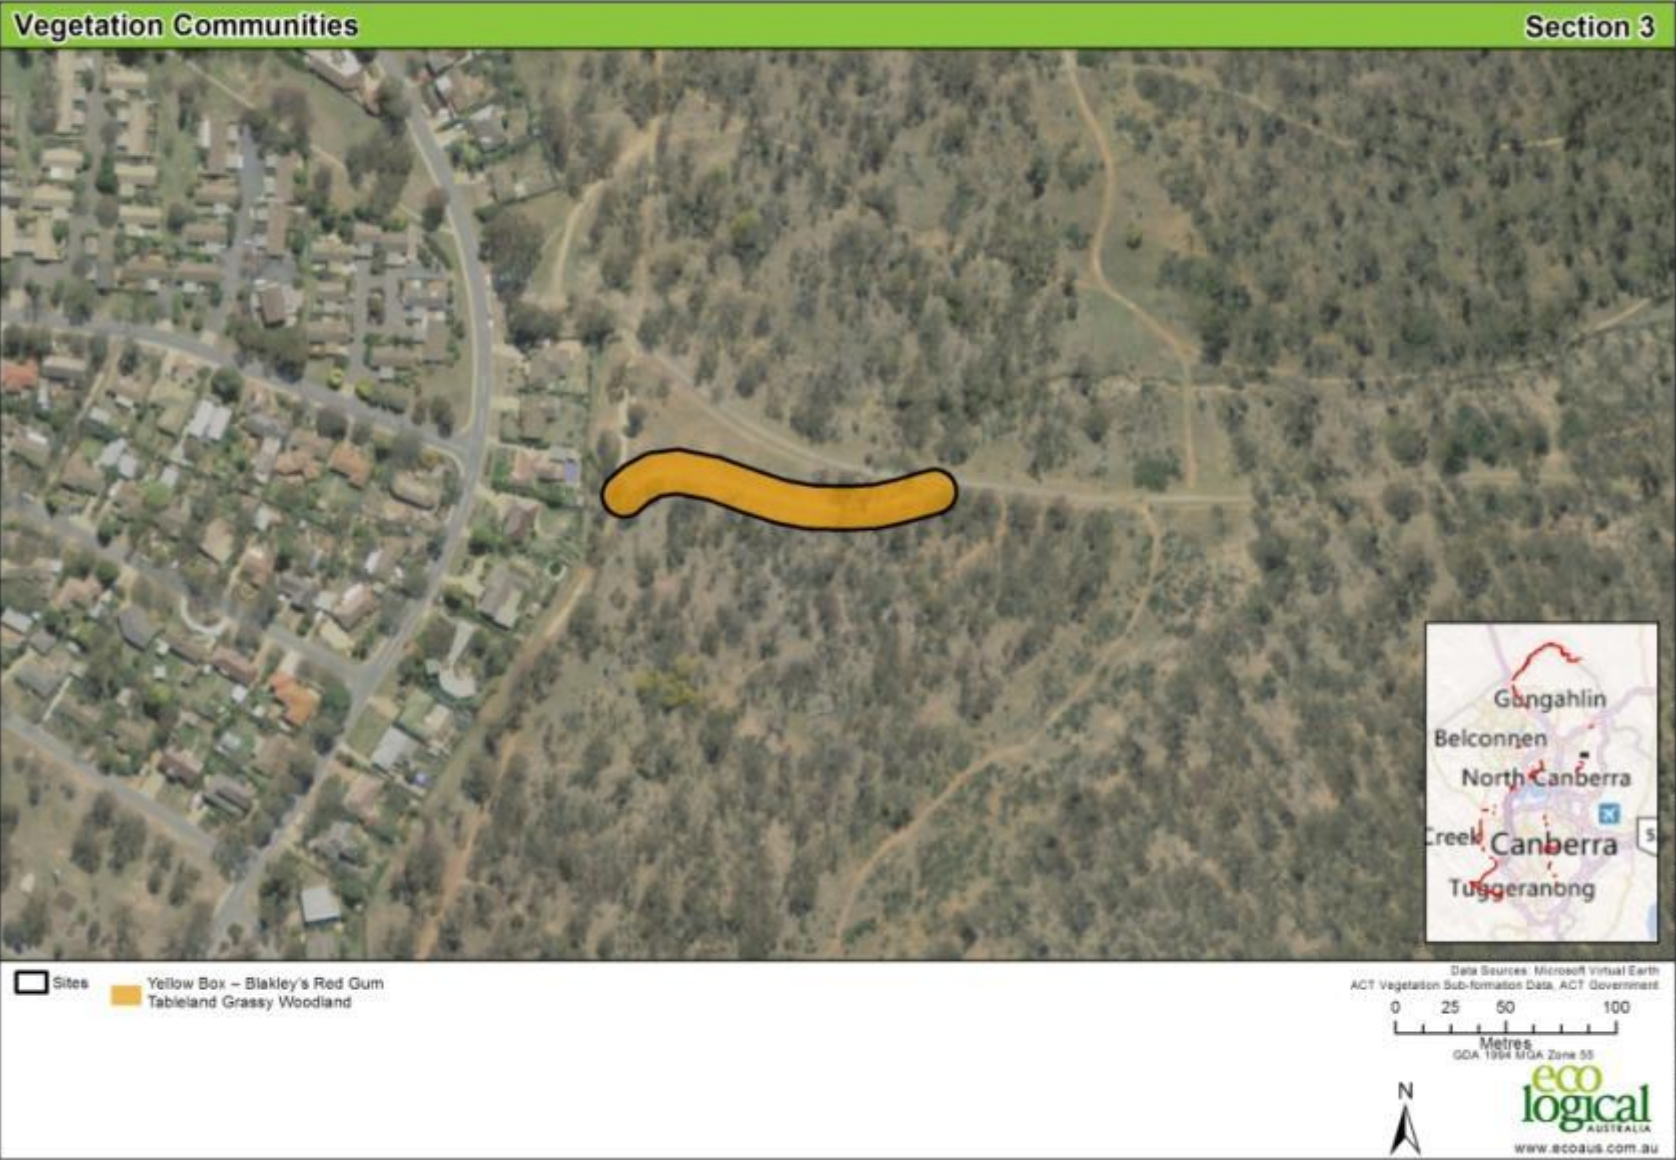 Vegetation Communities
Section 3
Gungahlin
Belconnen
North Canberra
Creek
Canberra
5
Tuggeranong
Sites
Yellow Box – Blakley's Red Gum
Tableland Grassy Woodland
Data Sources: Microsoft Virtual Earth
ACT Vegetation Sub-formation Data, ACT Government
0 25 50 100
Metres
GDA 1994 MGA Zone 55
N
eco
logical
AUSTRALIA
www.ecoaus.com.au